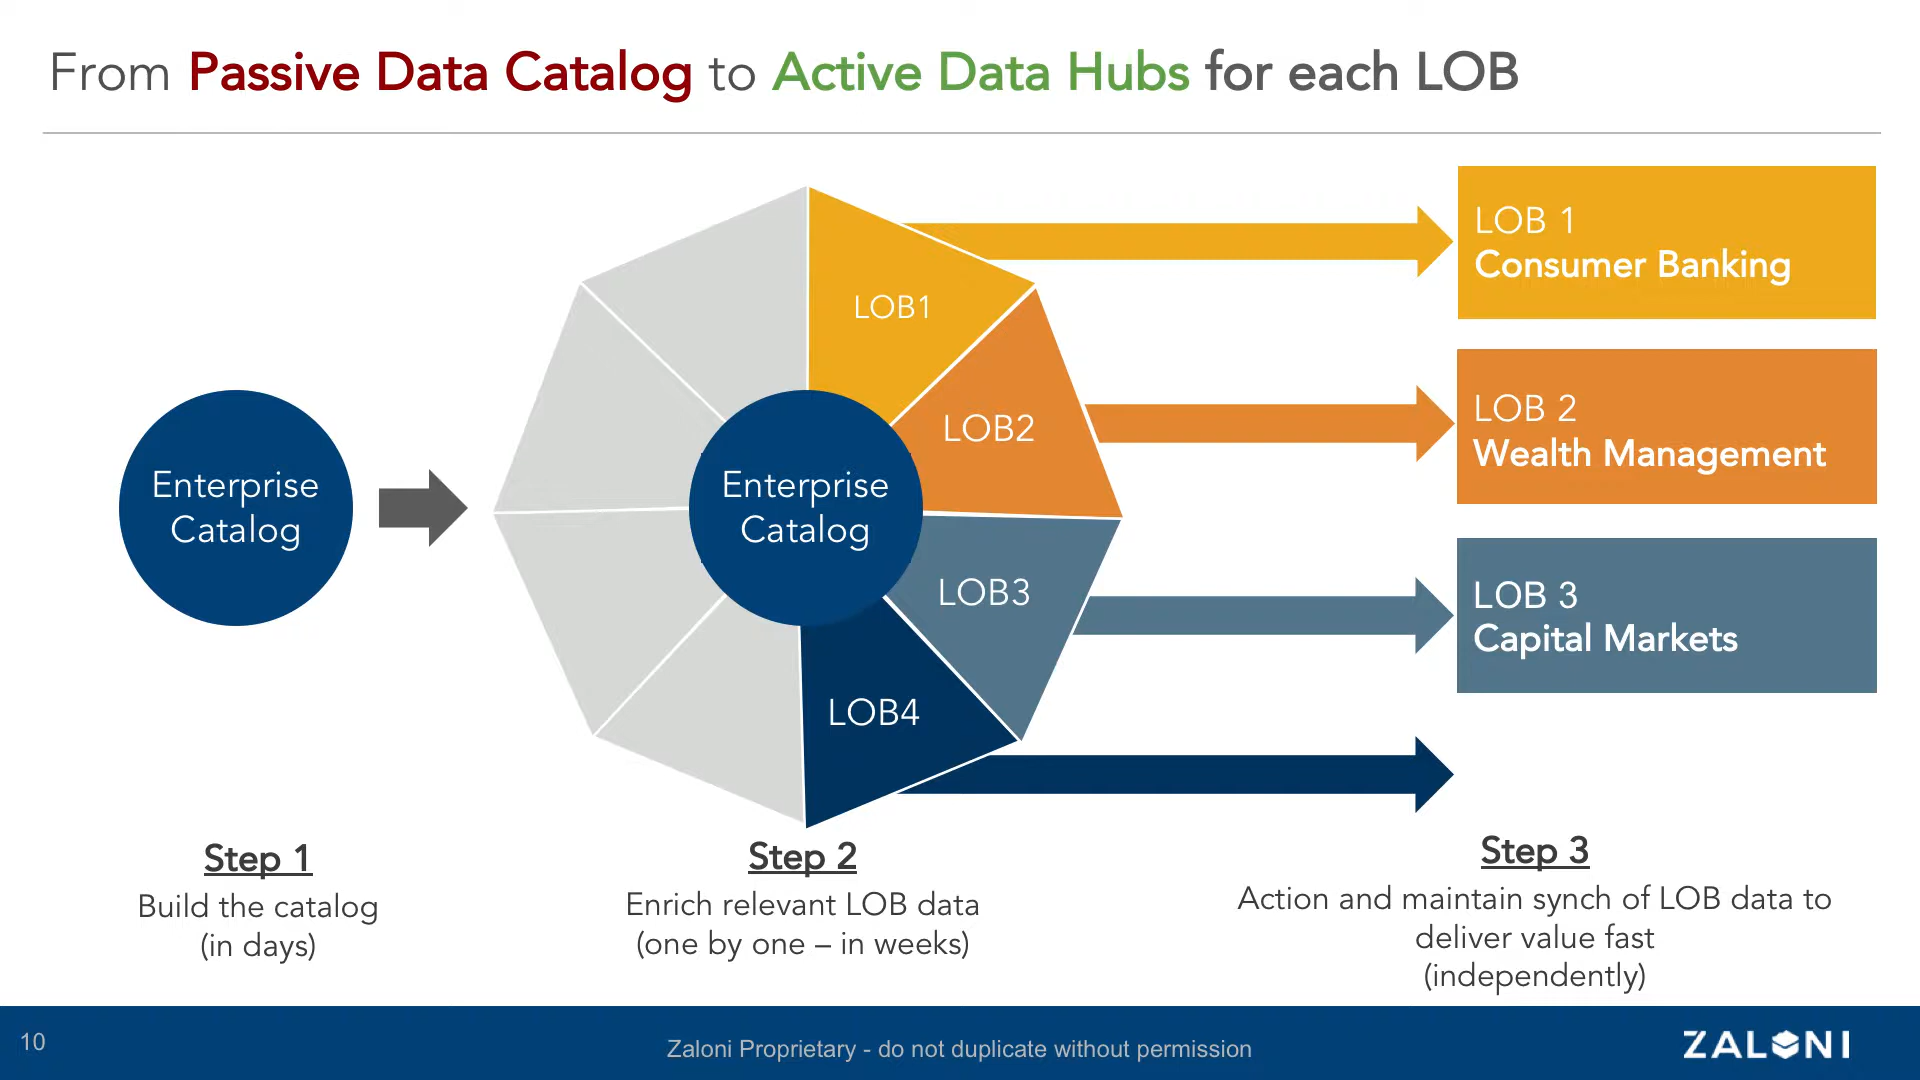 From Passive Data Catalog to Active Data Hubs for each LOB
Enterprise
Catalog
Enterprise
Catalog
LOB1
LOB2
LOB3
LOB4
LOB 1
Consumer Banking
LOB 2
Wealth Management
LOB 3
Capital Markets
Step 1
Build the catalog
(in days)
Step 2
Enrich relevant LOB data
(one by one – in weeks)
Step 3
Action and maintain synch of LOB data to
deliver value fast
(independently)
10
Zaloni Proprietary - do not duplicate without permission
ZALONI